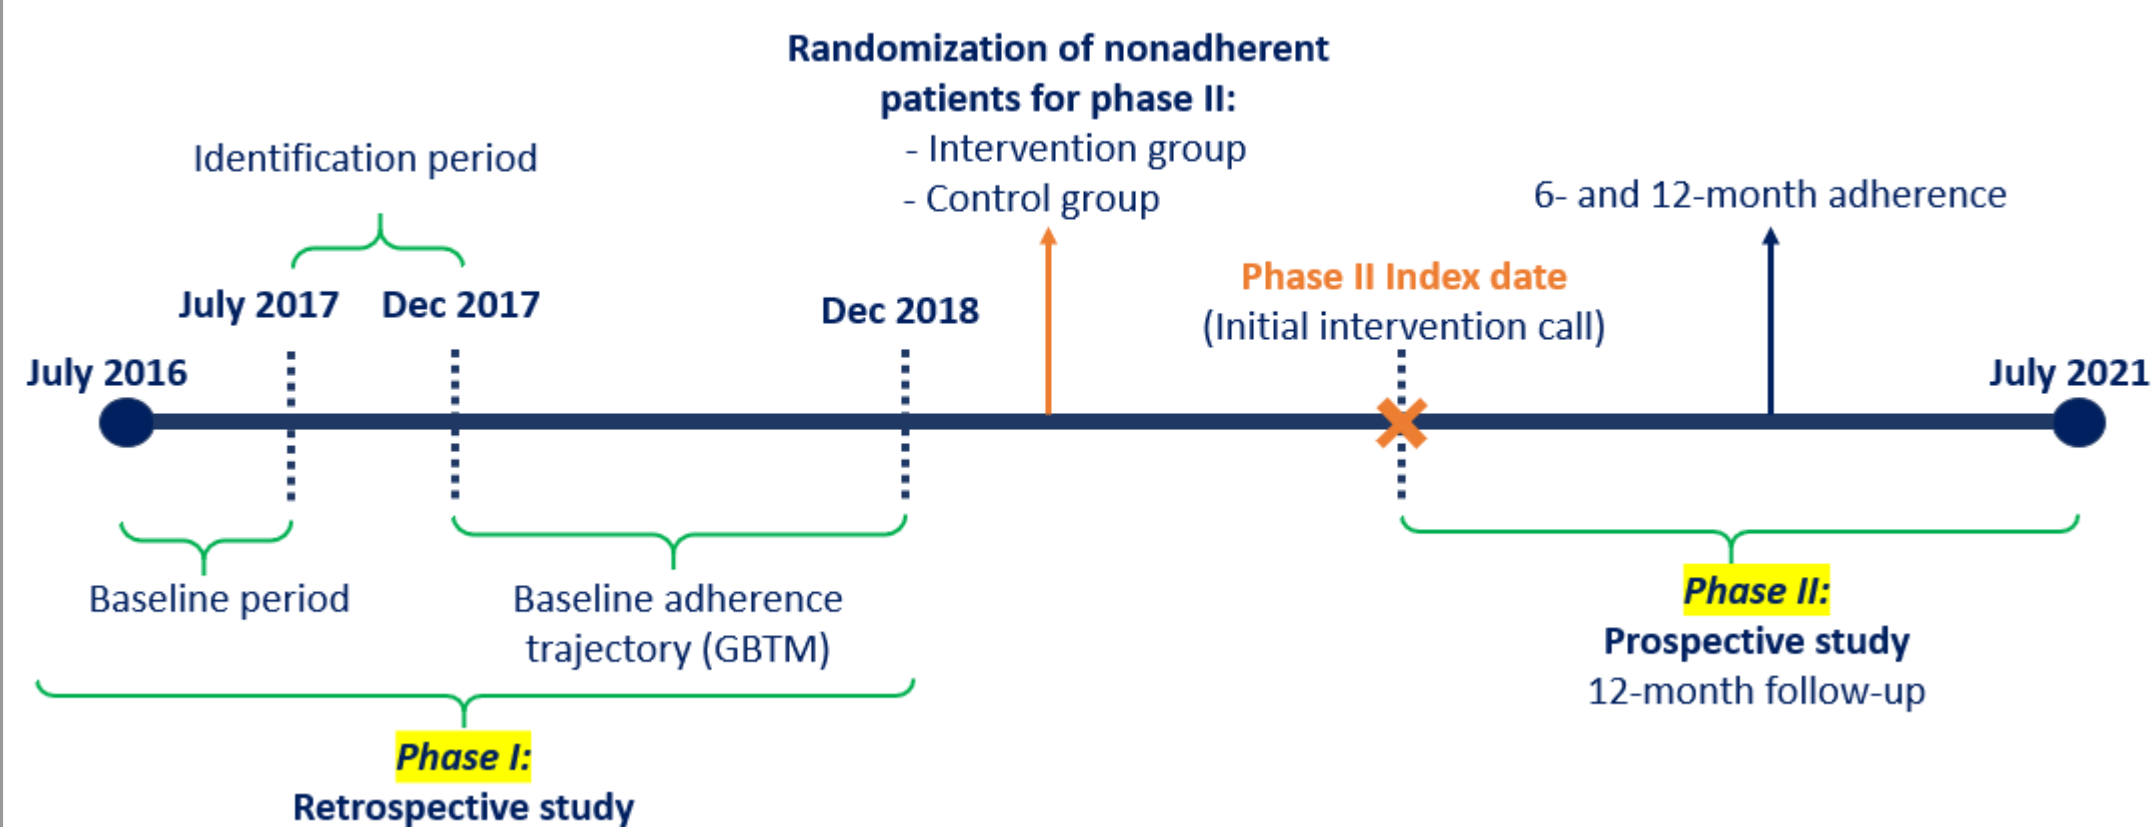 Randomization of nonadherent
patients for phase II:
- Intervention group
- Control group
Identification period
6- and 12-month adherence
Phase II Index date
(Initial intervention call)
July 2017
Dec 2017
Dec 2018
July 2016
July 2021
Baseline period
Baseline adherence
trajectory (GBTM)
Phase II:
Prospective study
12-month follow-up
Phase I:
Retrospective study